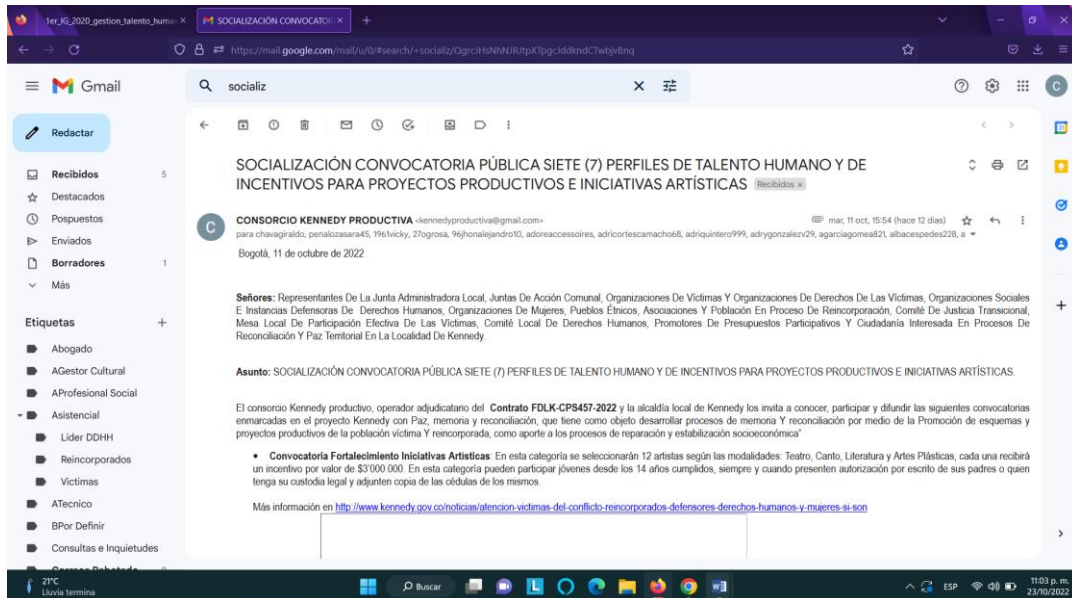 1er_IG_2020_gestion_talento_human
SOCIALIZACIÓN CONVOCATORI
https://mail.google.com/mail/u/0/#search/+socializ/QgrcJHsNhNJRJtpXTpgcJddkndCTwbjvBnq
Gmail
socializ
C
Redactar
SOCIALIZACIÓN CONVOCATORIA PÚBLICA SIETE (7) PERFILES DE TALENTO HUMANO Y DE
INCENTIVOS PARA PROYECTOS PRODUCTIVOS E INICIATIVAS ARTÍSTICAS Recibidos x
Recibidos 5
Destacados
Pospuestos
Enviados
Borradores 1
Más
Etiquetas
Abogado
AGestor Cultural
AProfesional Social
Asistencial
Lider DDHH
Reincorporados
Victimas
ATecnico
BPor Definir
Consultas e Inquietudes
C
CONSORCIO KENNEDY PRODUCTIVA <kennedyproductiva@gmail.com> mar, 11 oct, 15:54 (hace 12 días)
para chavagiraldo, penalozasara45, 1961vicky, 27ogrosa, 96jhonalejandro10, adoreaccessoires, adricortescamacho68, adriquintero999, adrygonzalezv29, agarciagomea821, albacespedes228, a
Bogotá, 11 de octubre de 2022
Señores: Representantes De La Junta Administradora Local, Juntas De Acción Comunal, Organizaciones De Víctimas Y Organizaciones De Derechos De Las Víctimas, Organizaciones Sociales
E Instancias Defensoras De Derechos Humanos, Organizaciones De Mujeres, Pueblos Étnicos, Asociaciones Y Población En Proceso De Reincorporación, Comité De Justicia Transicional,
Mesa Local De Participación Efectiva De Las Víctimas, Comité Local De Derechos Humanos, Promotores De Presupuestos Participativos Y Ciudadanía Interesada En Procesos De
Reconciliación Y Paz Territorial En La Localidad De Kennedy.
Asunto: SOCIALIZACIÓN CONVOCATORIA PÚBLICA SIETE (7) PERFILES DE TALENTO HUMANO Y DE INCENTIVOS PARA PROYECTOS PRODUCTIVOS E INICIATIVAS ARTÍSTICAS.
El consorcio Kennedy productivo, operador adjudicatario del Contrato FDLK-CPS457-2022 y la alcaldía local de Kennedy los invita a conocer, participar y difundir las siguientes convocatorias
enmarcadas en el proyecto Kennedy con Paz, memoria y reconciliación, que tiene como objeto desarrollar procesos de memoria Y reconciliación por medio de la Promoción de esquemas y
proyectos productivos de la población víctima Y reincorporada, como aporte a los procesos de reparación y estabilización socioeconómica"
• Convocatoria Fortalecimiento Iniciativas Artísticas: En esta categoría se seleccionarán 12 artistas según las modalidades: Teatro, Canto, Literatura y Artes Plásticas, cada una recibirá
un incentivo por valor de $3'000.000. En esta categoría pueden participar jóvenes desde los 14 años cumplidos, siempre y cuando presenten autorización por escrito de sus padres o quien
tenga su custodia legal y adjunten copia de las cédulas de los mismos.
Más información en http://www.kennedy.gov.co/noticias/atencion-victimas-del-conflicto-reincorporados-defensores-derechos-humanos-y-mujeres-si-son
21°C
Lluvia termina
Buscar
ESP
11:03 p. m.
23/10/2022